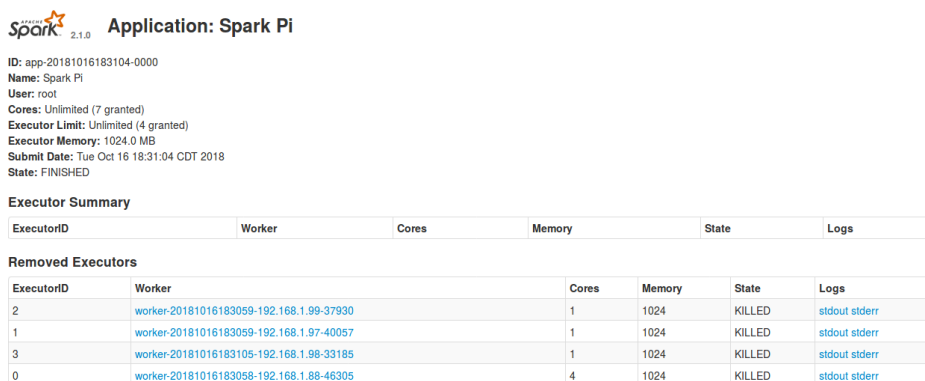 APACHE Spark 2.1.0 Application: Spark Pi
ID: app-20181016183104-0000
Name: Spark Pi
User: root
Cores: Unlimited (7 granted)
Executor Limit: Unlimited (4 granted)
Executor Memory: 1024.0 MB
Submit Date: Tue Oct 16 18:31:04 CDT 2018
State: FINISHED
Executor Summary
ExecutorID Worker Cores Memory State Logs
Removed Executors
ExecutorID Worker Cores Memory State Logs
2 worker-20181016183059-192.168.1.99-37930 1 1024 KILLED stdout stderr
1 worker-20181016183059-192.168.1.97-40057 1 1024 KILLED stdout stderr
3 worker-20181016183105-192.168.1.98-33185 1 1024 KILLED stdout stderr
0 worker-20181016183058-192.168.1.88-46305 4 1024 KILLED stdout stderr